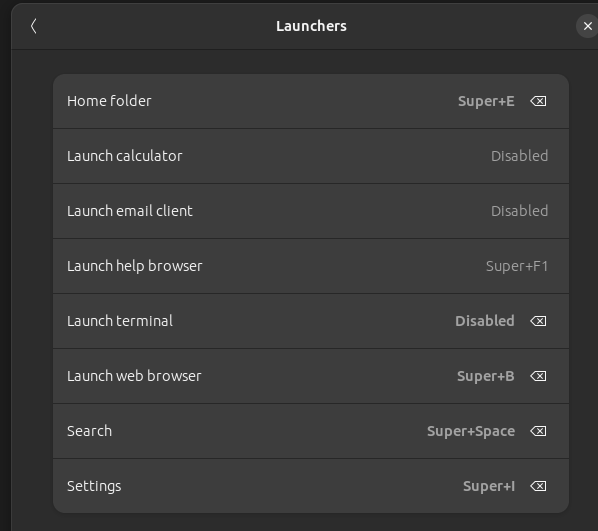 Launchers
Home folder Super+E
Launch calculator Disabled
Launch email client Disabled
Launch help browser Super+F1
Launch terminal Disabled
Launch web browser Super+B
Search Super+Space
Settings Super+I